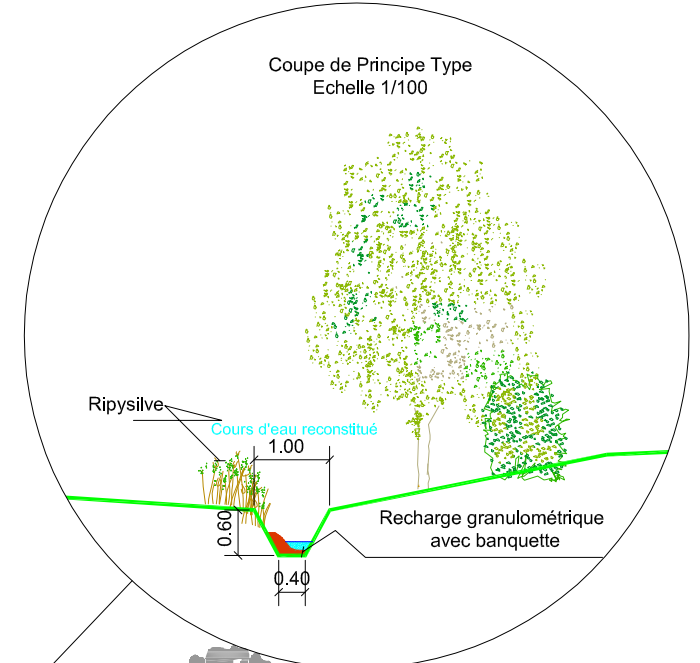 Coupe de Principe Type
Echelle 1/100
Ripysilve
Cours d'eau reconstitué
1.00
0.60
Recharge granulométrique
avec banquette
0.40